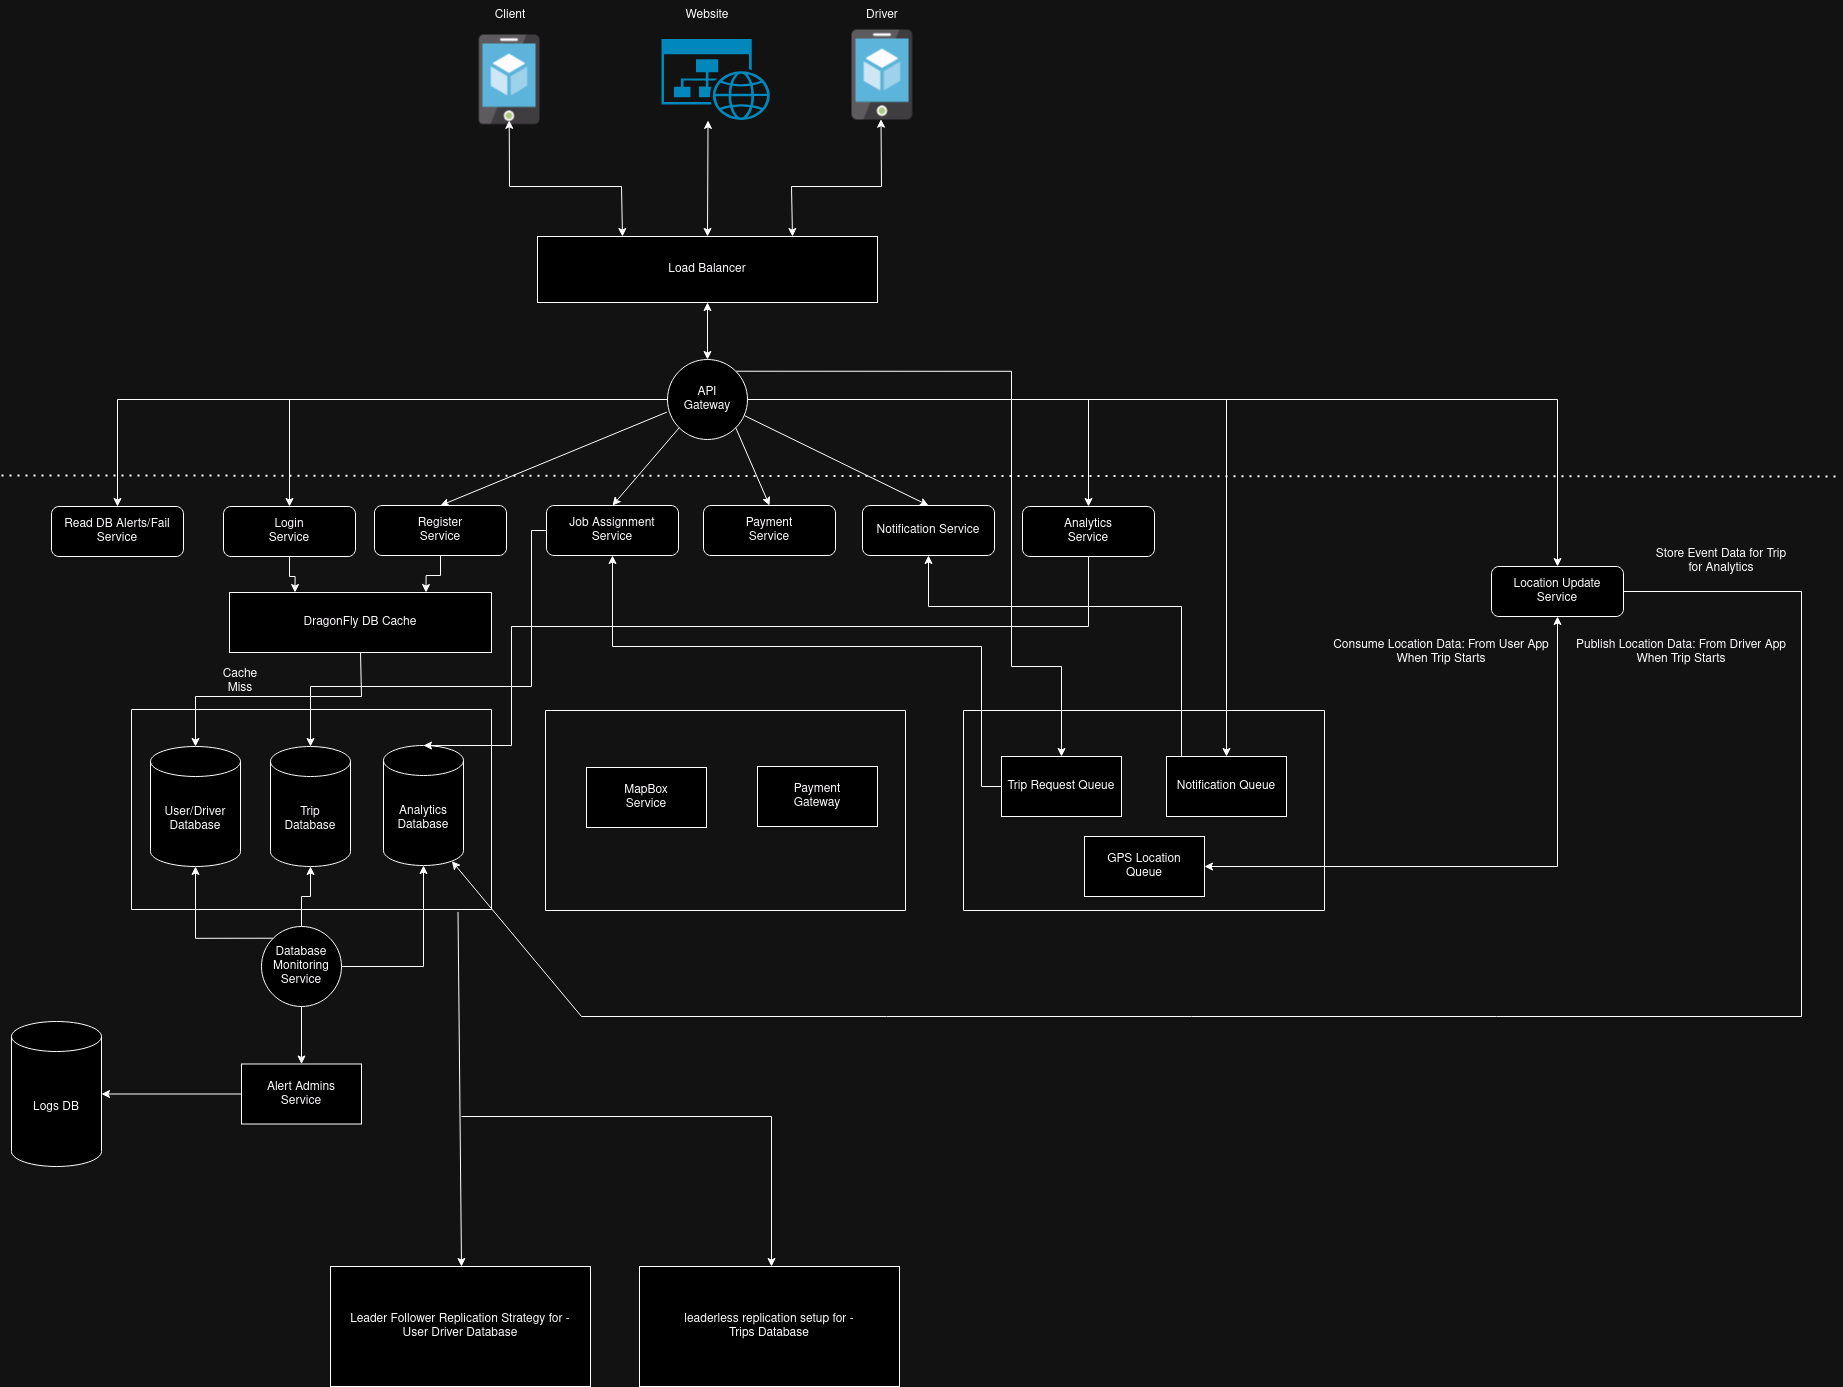 Client
Website
Driver
Load Balancer
API
Gateway
Read DB Alerts/Fail
Service
Login
Service
Register
Service
Job Assignment
Service
Payment
Service
Notification Service
Analytics
Service
Location Update
Service
Store Event Data for Trip
for Analytics
DragonFly DB Cache
Consume Location Data: From User App
When Trip Starts
Publish Location Data: From Driver App
When Trip Starts
Cache
Miss
User/Driver
Database
Trip
Database
Analytics
Database
MapBox
Service
Payment
Gateway
Trip Request Queue
Notification Queue
GPS Location
Queue
Database
Monitoring
Service
Alert Admins
Service
Logs DB
Leader Follower Replication Strategy for -
User Driver Database
leaderless replication setup for -
Trips Database